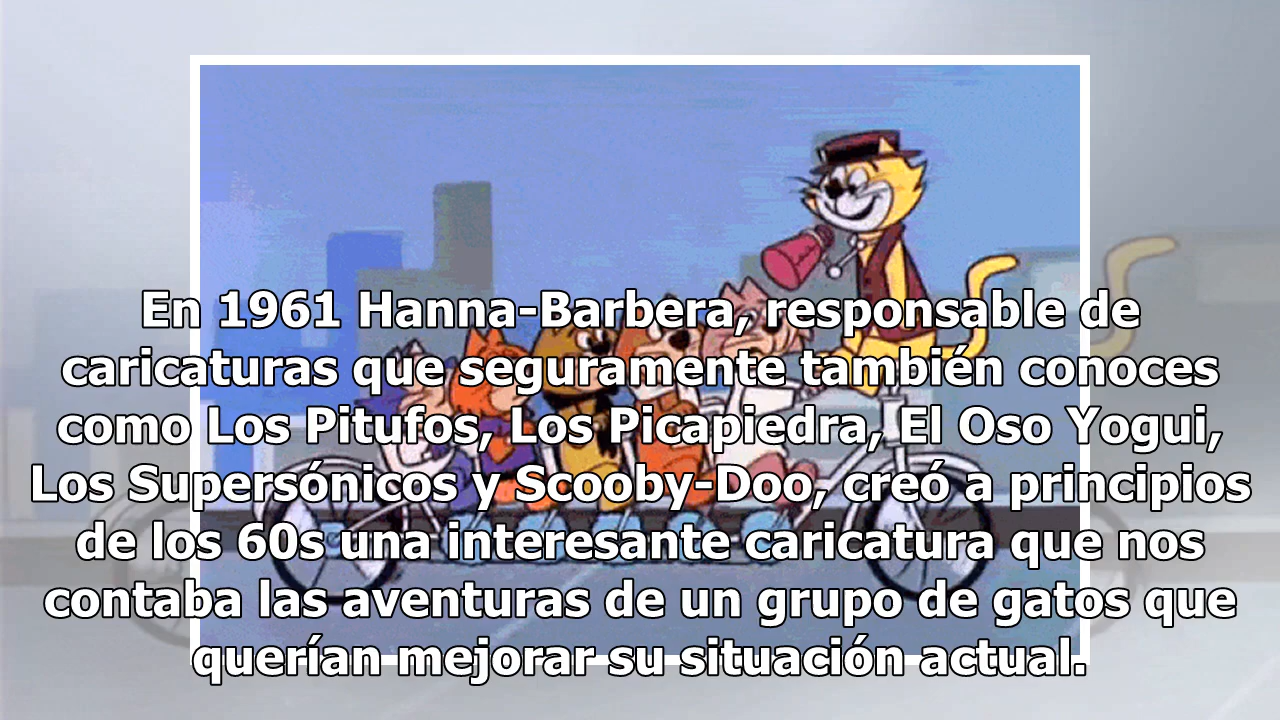 En 1961 Hanna-Barbera, responsable de
caricaturas que seguramente también conoces
como Los Pitufos, Los Picapiedra, El Oso Yogui,
Los Supersónicos y Scooby-Doo, creó a principios
de los 60s una interesante caricatura que nos
contaba las aventuras de un grupo de gatos que
querían mejorar su situación actual.